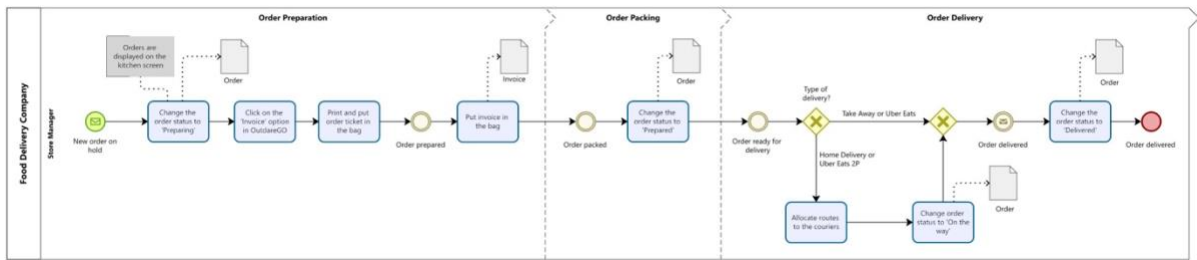 Food Delivery Company
Store Manager
Order Preparation
Order Packing
Order Delivery
Orders are
displayed on the
kitchen screen
Order
New order on
hold
Change the
order status to
'Preparing'
Click on the
'Invoice' option
in OutdareGO
Print and put
order ticket in
the bag
Order prepared
Invoice
Put invoice in
the bag
Order packed
Order
Change the
order status to
'Prepared'
Order ready for
delivery
Type of
delivery?
Take Away or Uber Eats
Home Delivery or
Uber Eats 2P
Allocate routes
to the couriers
Change order
status to 'On the
way'
Order
Order delivered
Order
Change the
order status to
'Delivered'
Order delivered